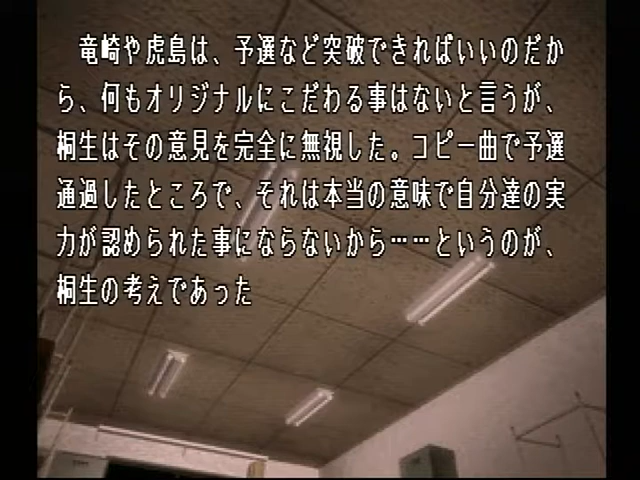 竜崎や虎島は、予選など突破できればいいのだか
ら、何もオリジナルにこだわる事はないと言うが、
桐生はその意見を完全に無視した。コピー曲で予選
通過したところで、それは本当の意味で自分達の実
力が認められた事にならないから……というのが、
桐生の考えであった